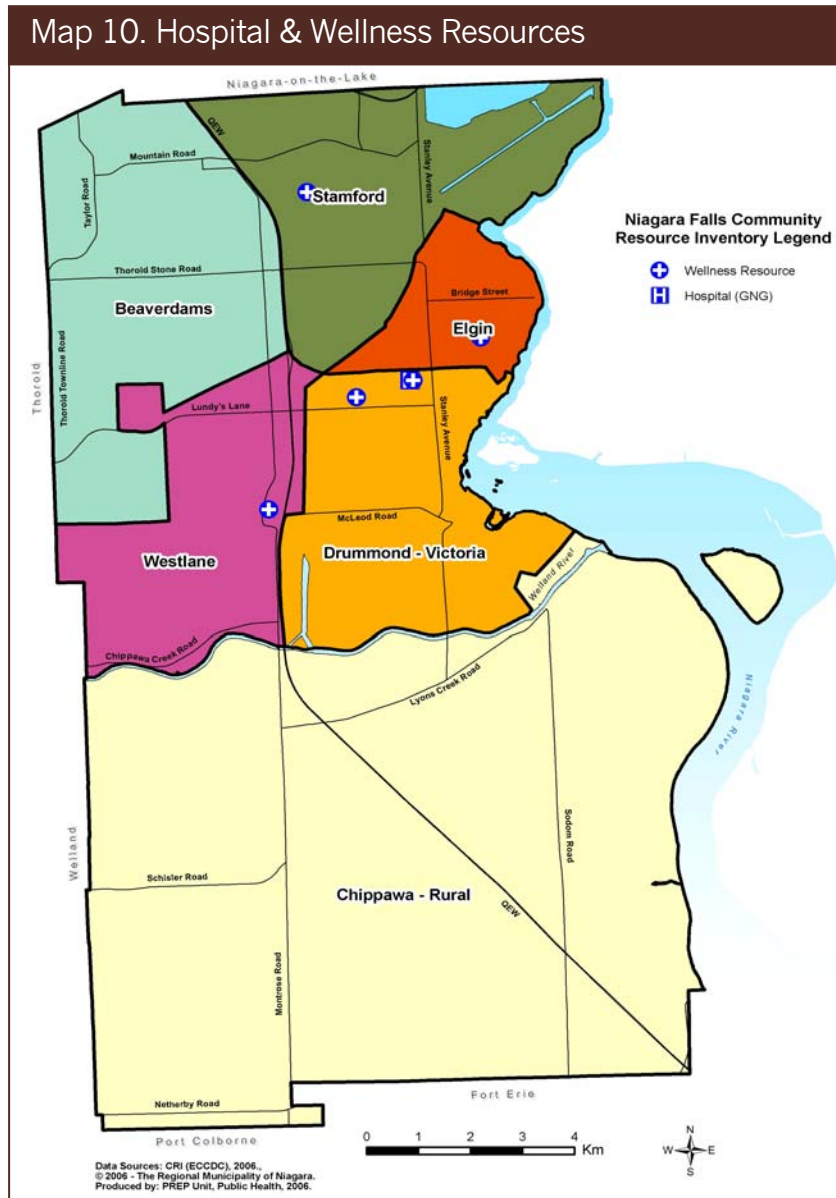 Map 10. Hospital & Wellness Resources
Niagara-on-the-Lake
QEW
Mountain Road
Taylor Road
Stanley Avenue
Stamford
Niagara Falls Community
Resource Inventory Legend
Wellness Resource
H Hospital (GNG)
Thorold Stone Road
Beaverdams
Bridge Street
Elgin
Thorold
Thorold Townline Road
Lundy's Lane
Stanley Avenue
H
McLeod Road
Westlane
Drummond - Victoria
Welland River
Chippawa Creek Road
Lyons Creek Road
Niagara River
Welland
Schisler Road
Sodom Road
Chippawa - Rural
QEW
Montrose Road
Netherby Road
Fort Erie
Port Colborne
0 1 2 3 4
Km
N
W E
S
Data Sources: CRI (ECCDC), 2006.,
© 2006 - The Regional Municipality of Niagara.
Produced by: PREP Unit, Public Health, 2006.